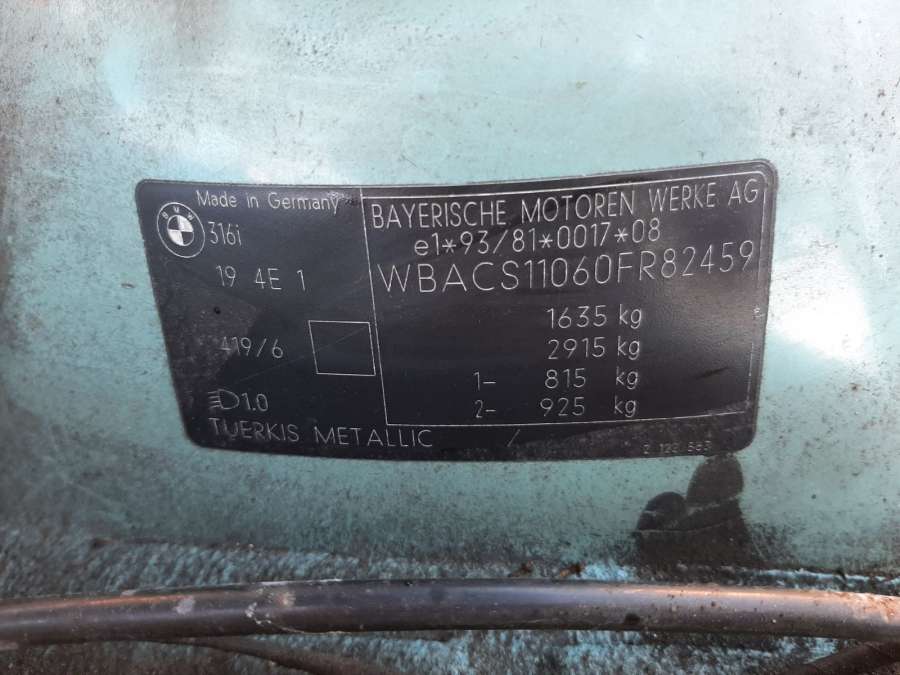 Made in Germany
BMW
316i
19 4E 1
419/6
1.0
TUERKIS METALLIC /
BAYERISCHE MOTOREN WERKE AG
e1*93/81*0017*08
WBACS11060FR82459
1635 kg
2915 kg
1- 815 kg
2- 925 kg